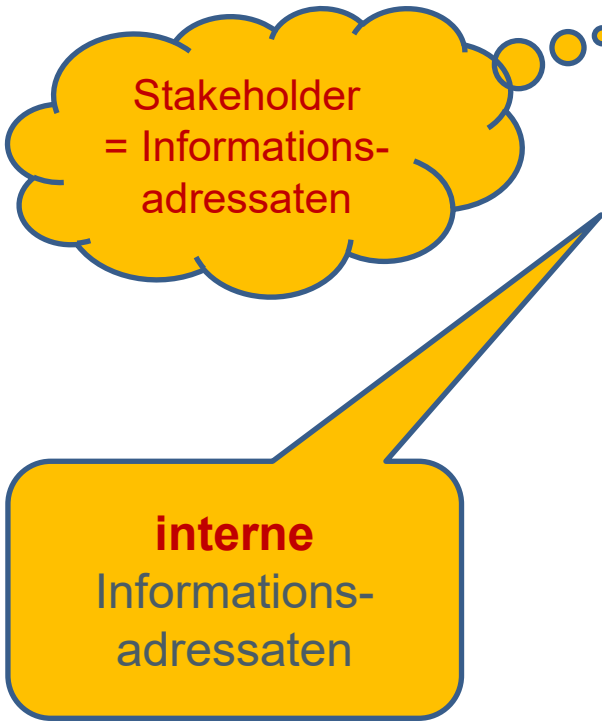 Stakeholder
= Informations-
adressaten
interne
Informations-
adressaten